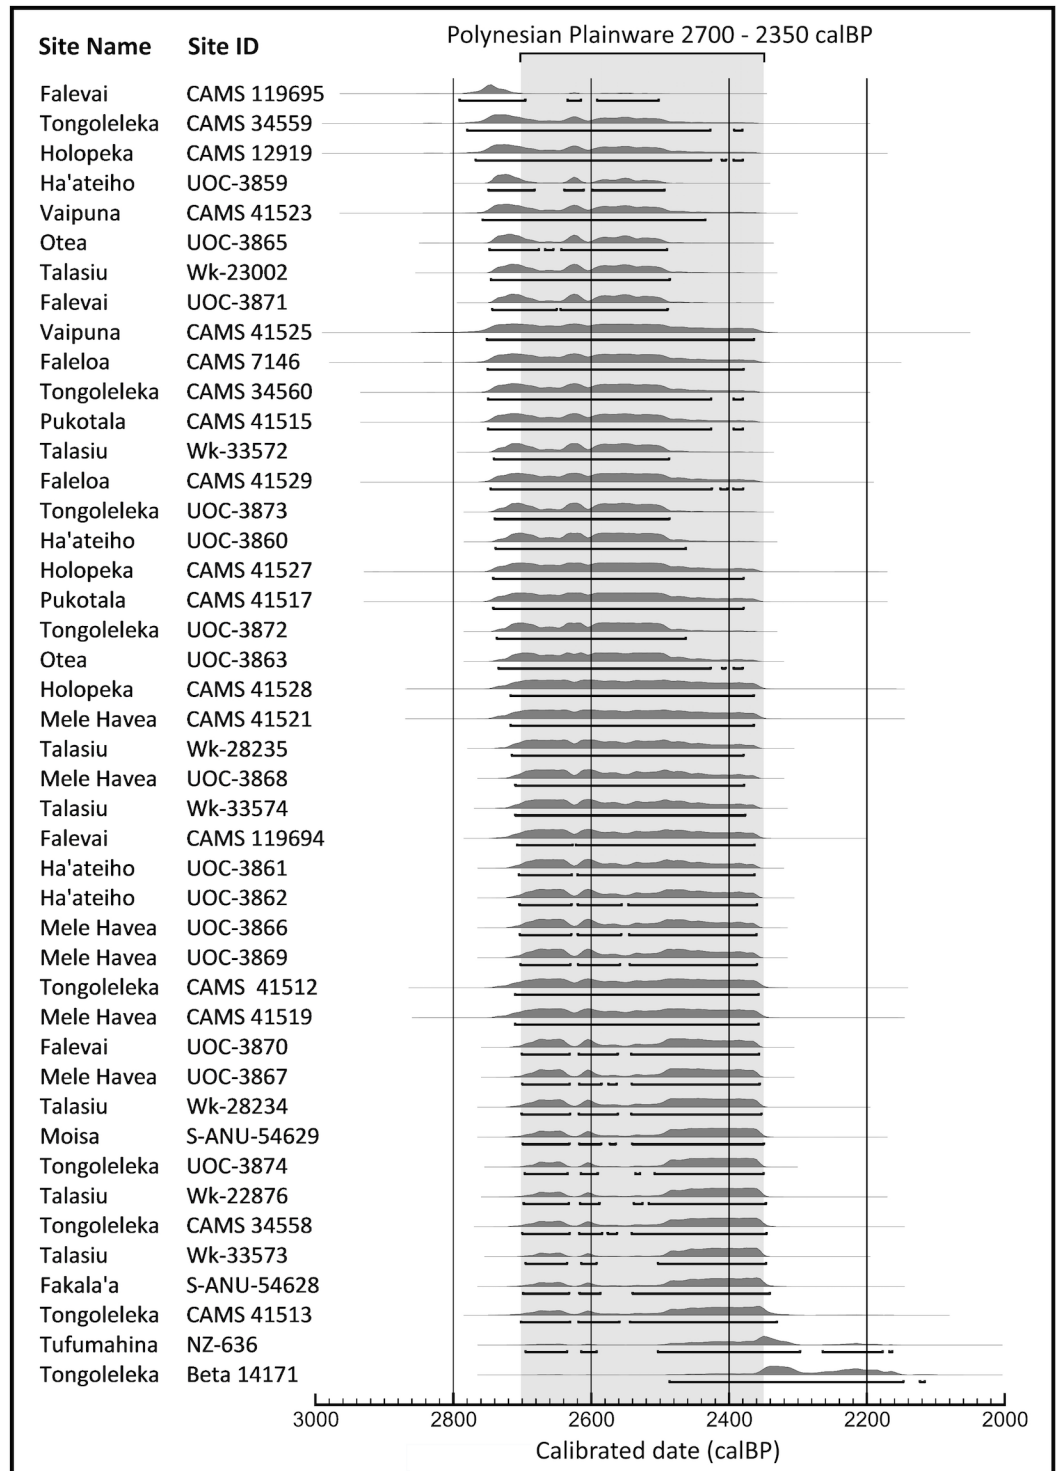 Polynesian Plainware 2700 - 2350 calBP
Site Name Site ID
Falevai CAMS 119695
Tongoleleka CAMS 34559
Holopeka CAMS 12919
Ha'ateiho UOC-3859
Vaipuna CAMS 41523
Otea UOC-3865
Talasiu Wk-23002
Falevai UOC-3871
Vaipuna CAMS 41525
Faleloa CAMS 7146
Tongoleleka CAMS 34560
Pukotala CAMS 41515
Talasiu Wk-33572
Faleloa CAMS 41529
Tongoleleka UOC-3873
Ha'ateiho UOC-3860
Holopeka CAMS 41527
Pukotala CAMS 41517
Tongoleleka UOC-3872
Otea UOC-3863
Holopeka CAMS 41528
Mele Havea CAMS 41521
Talasiu Wk-28235
Mele Havea UOC-3868
Talasiu Wk-33574
Falevai CAMS 119694
Ha'ateiho UOC-3861
Ha'ateiho UOC-3862
Mele Havea UOC-3866
Mele Havea UOC-3869
Tongoleleka CAMS 41512
Mele Havea CAMS 41519
Falevai UOC-3870
Mele Havea UOC-3867
Talasiu Wk-28234
Moisa S-ANU-54629
Tongoleleka UOC-3874
Talasiu Wk-22876
Tongoleleka CAMS 34558
Talasiu Wk-33573
Fakala'a S-ANU-54628
Tongoleleka CAMS 41513
Tufumahina NZ-636
Tongoleleka Beta 14171
3000 2800 2600 2400 2200 2000
Calibrated date (calBP)